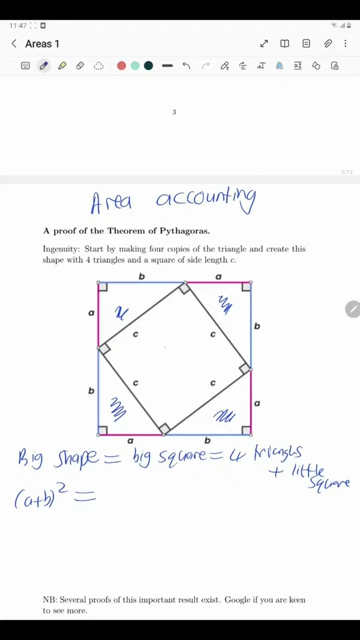 11:47
Areas 1
3
3/13
Area accounting
A proof of the Theorem of Pythagoras.
Ingenuity: Start by making four copies of the triangle and create this
shape with 4 triangles and a square of side length c.
b a
a c c b
b c c a
a b
Big shape = big square = 4 triangles
+ little
square
(a+b)² =
NB: Several proofs of this important result exist. Google if you are keen
to see more.